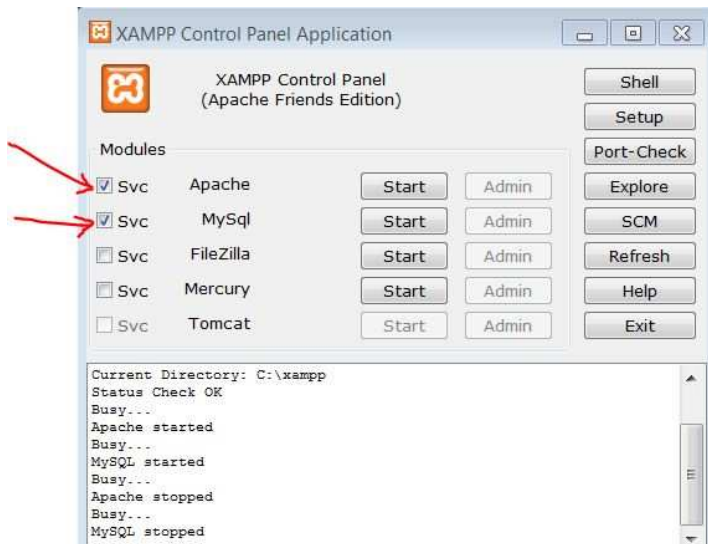 XAMPP Control Panel Application
XAMPP Control Panel
(Apache Friends Edition)
Shell
Setup
Modules
Port-Check
Svc Apache Start Admin Explore
Svc MySql Start Admin SCM
Svc FileZilla Start Admin Refresh
Svc Mercury Start Admin Help
Svc Tomcat Start Admin Exit
Current Directory: C:\xampp
Status Check OK
Busy...
Apache started
Busy...
MySQL started
Busy...
Apache stopped
Busy...
MySQL stopped